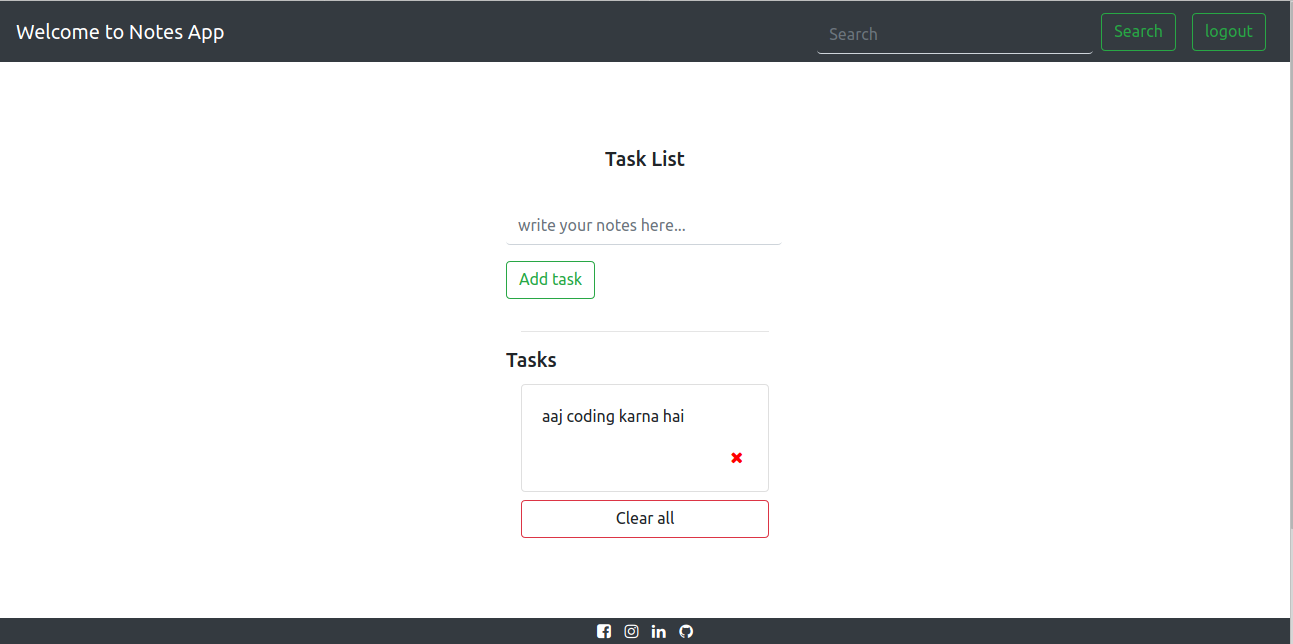 Welcome to Notes App
Search
Search
logout
Task List
write your notes here...
Add task
Tasks
aaj coding karna hai
Clear all